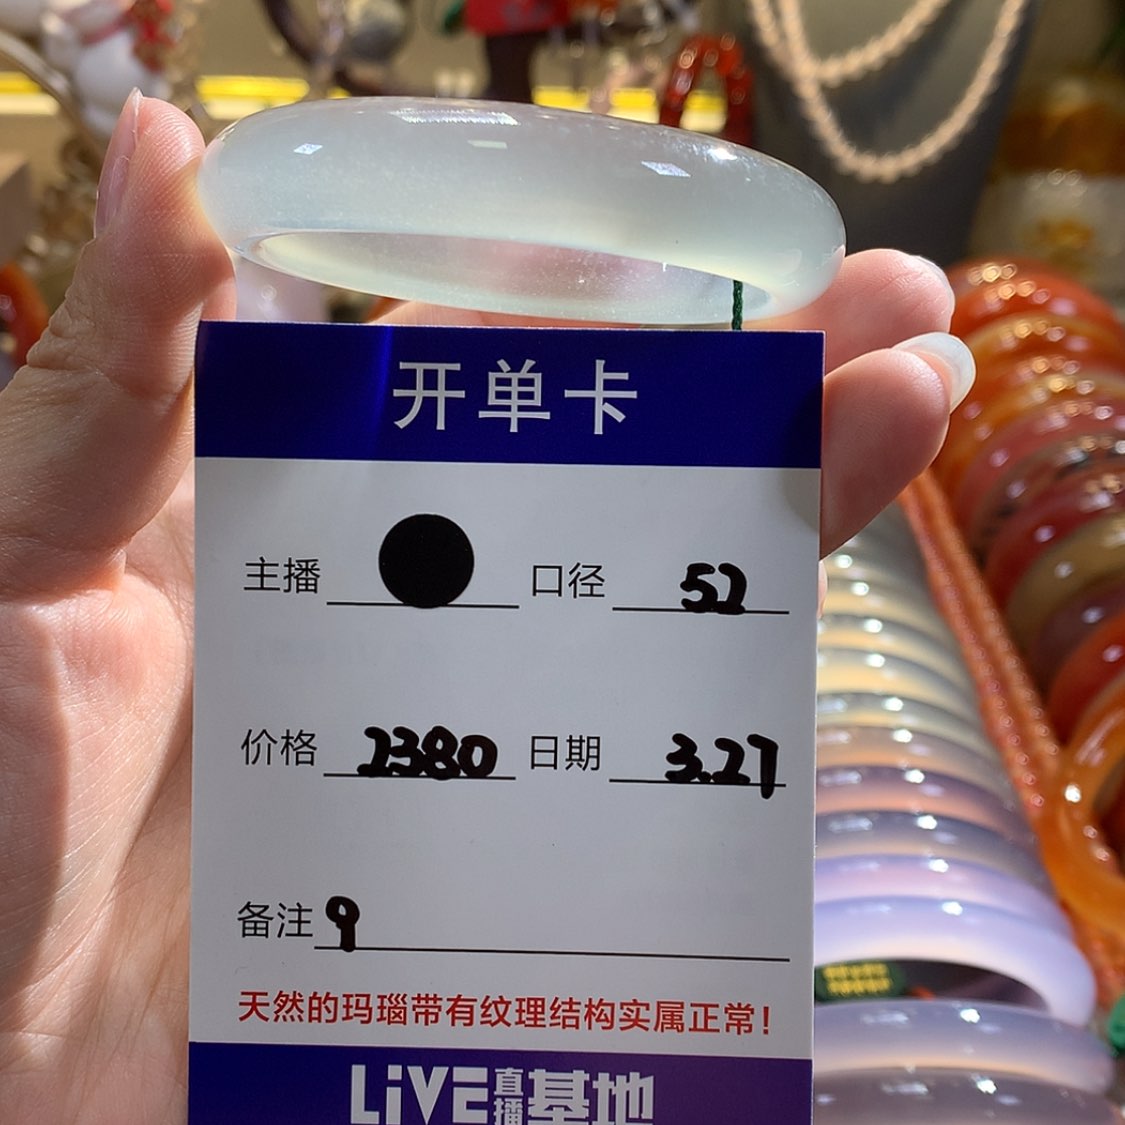 开单卡
主播 口径 52
价格 2380 日期 3.27
备注 9
天然的玛瑙带有纹理结构实属正常!
LiVE直播基地